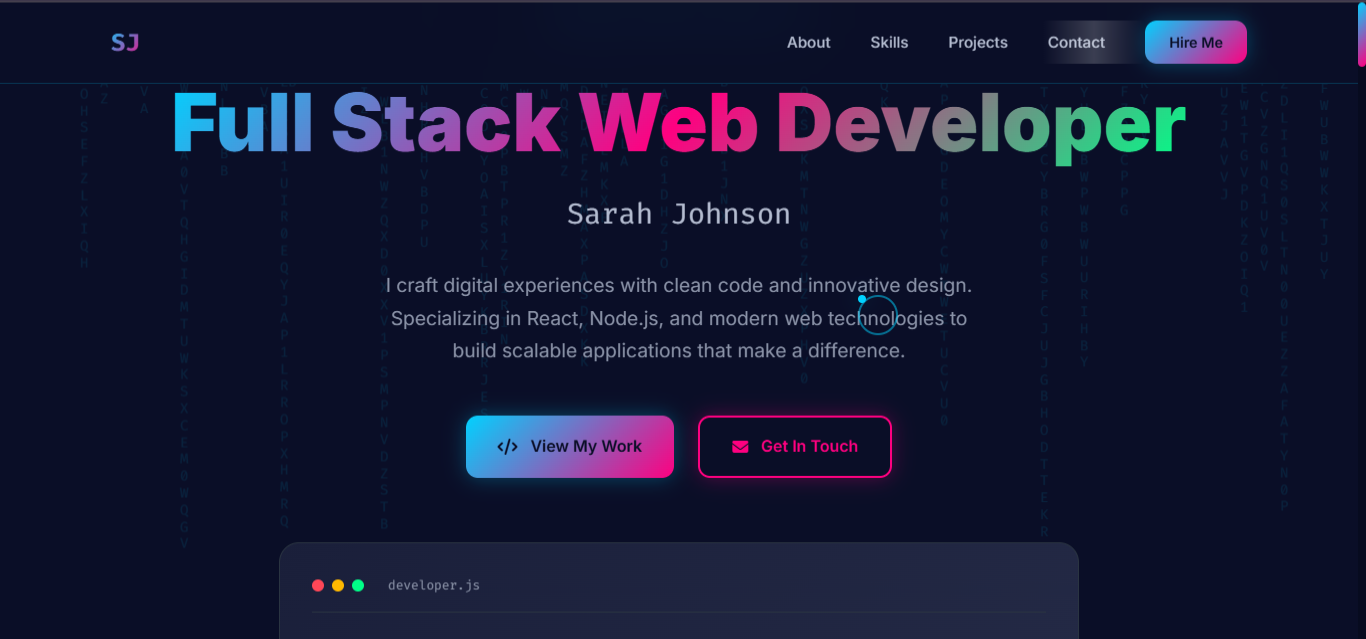 SJ
About
Skills
Projects
Contact
Hire Me
Full Stack Web Developer
Sarah Johnson
I craft digital experiences with clean code and innovative design.
Specializing in React, Node.js, and modern web technologies to
build scalable applications that make a difference.
</> View My Work
Get In Touch
developer.js